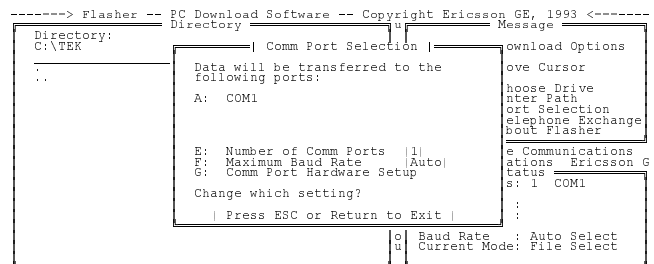 ------> Flasher -- PC Download Software -- Copyright Ericsson GE, 1993 <-------
Directory u Message
Directory:
C:\TEK
| Comm Port Selection | ownload Options
. Data will be transferred to the ove Cursor
.. following ports:
hoose Drive
A: COM1 nter Path
ort Selection
elephone Exchange
bout Flasher
E: Number of Comm Ports |1| e Communications
F: Maximum Baud Rate |Auto| ations Ericsson G
G: Comm Port Hardware Setup tatus
s: 1 COM1
Change which setting?
:
| Press ESC or Return to Exit | :
o Baud Rate : Auto Select
u Current Mode: File Select